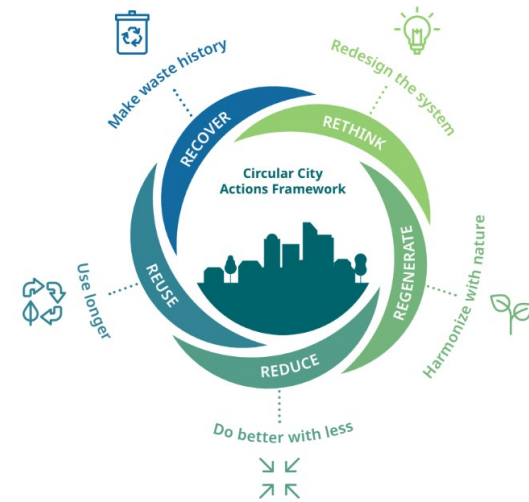 Circular City
Actions Framework
RETHINK
Redesign the system
REGENERATE
Harmonize with nature
REDUCE
Do better with less
REUSE
Use longer
RECOVER
Make waste history